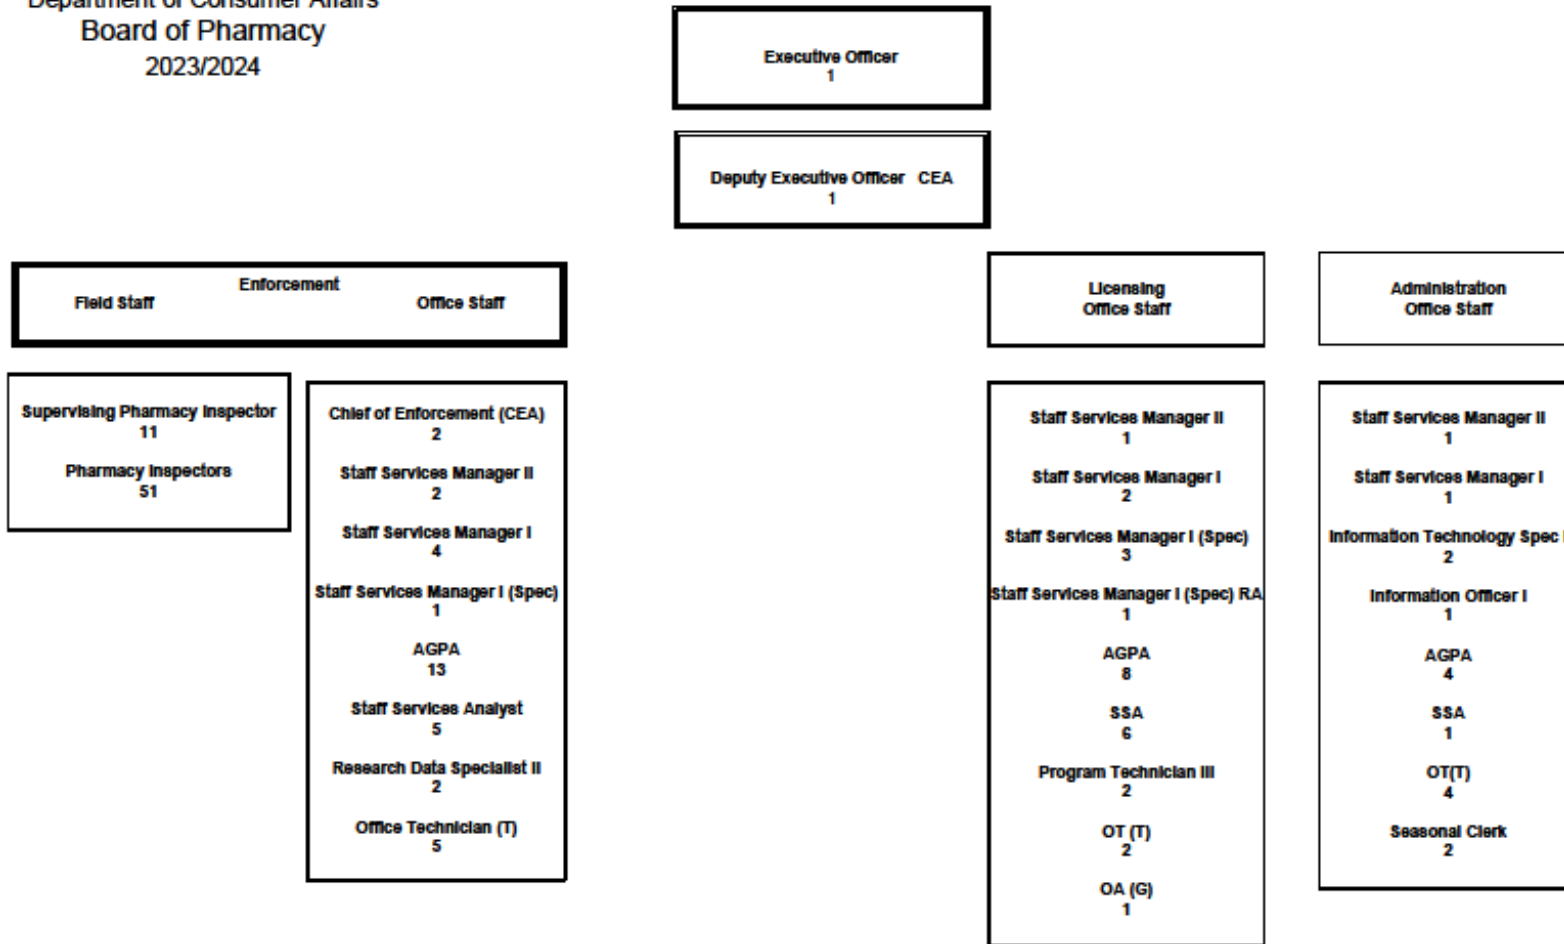 Department of Consumer Affairs
Board of Pharmacy
2023/2024
Executive Officer
1
Deputy Executive Officer CEA
1
Enforcement
Field Staff
Office Staff
Supervising Pharmacy Inspector
11
Pharmacy Inspectors
51
Chief of Enforcement (CEA)
2
Staff Services Manager II
2
Staff Services Manager I
4
Staff Services Manager I (Spec)
1
AGPA
13
Staff Services Analyst
5
Research Data Specialist II
2
Office Technician (T)
5
Licensing
Office Staff
Staff Services Manager II
1
Staff Services Manager I
2
Staff Services Manager I (Spec)
3
Staff Services Manager I (Spec) RA
1
AGPA
8
SSA
6
Program Technician III
2
OT (T)
2
OA (G)
1
Administration
Office Staff
Staff Services Manager II
1
Staff Services Manager I
1
Information Technology Spec
2
Information Officer I
1
AGPA
4
SSA
1
OT(T)
4
Seasonal Clerk
2